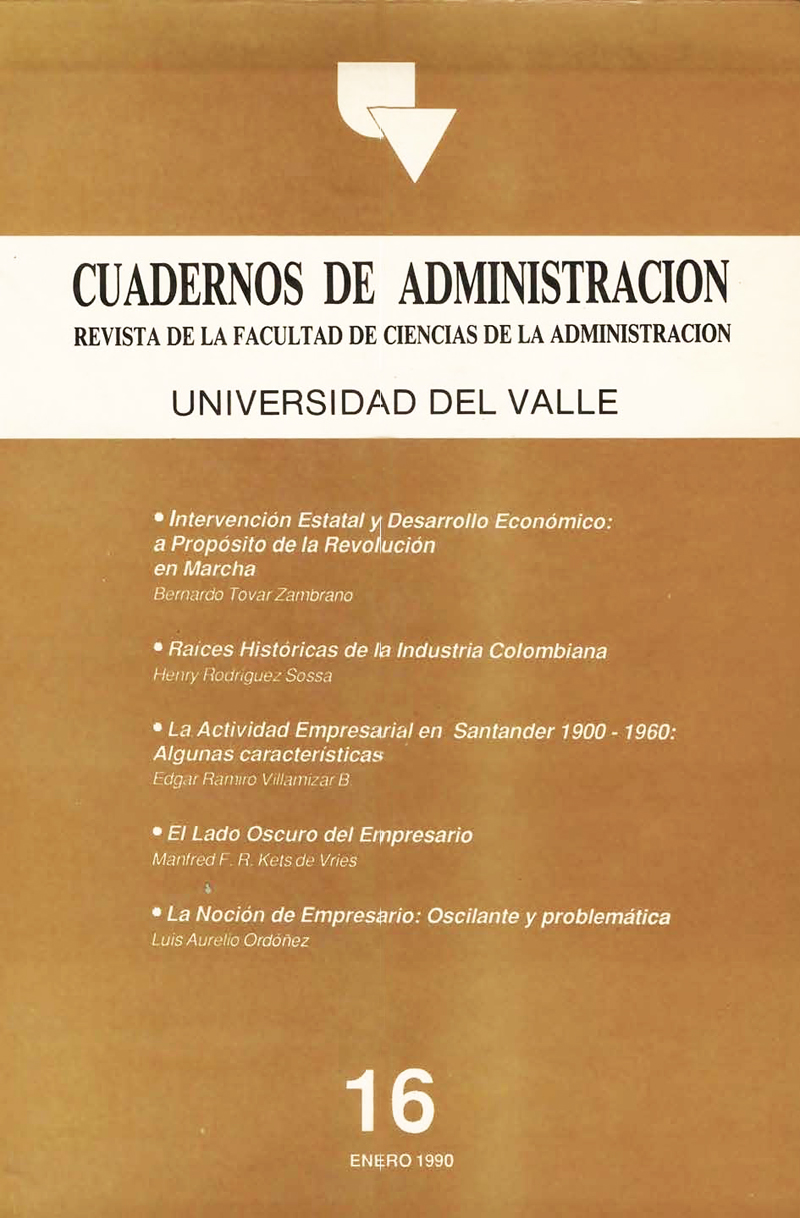 CUADERNOS DE ADMINISTRACION
REVISTA DE LA FACULTAD DE CIENCIAS DE LA ADMINISTRACION
UNIVERSIDAD DEL VALLE
• Intervención Estatal y Desarrollo Económico:
a Propósito de la Revolución
en Marcha
Bernardo Tovar Zambrano
• Raíces Históricas de la Industria Colombiana
Henry Rodríguez Sossa
• La Actividad Empresarial en Santander 1900 - 1960:
Algunas características
Edgar Ramiro Villamizar B.
• El Lado Oscuro del Empresario
Manfred F. R. Kets de Vries
• La Noción de Empresario: Oscilante y problemática
Luis Aurelio Ordóñez
16
ENERO 1990